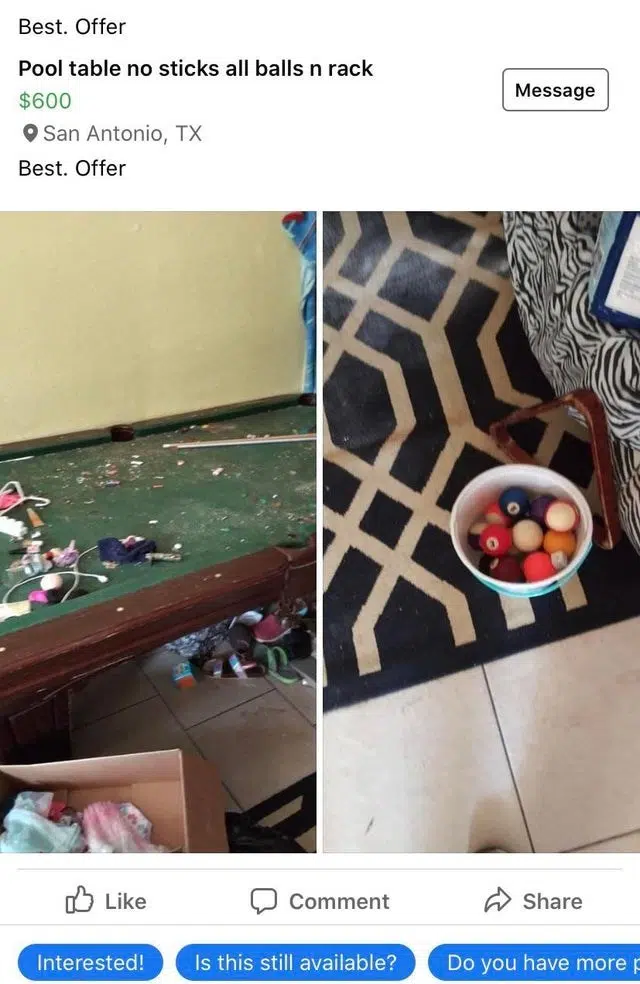 Best. Offer
Pool table no sticks all balls n rack
$600
Message
San Antonio, TX
Best. Offer
Like
Comment
Share
Interested!
Is this still available?
Do you have more p